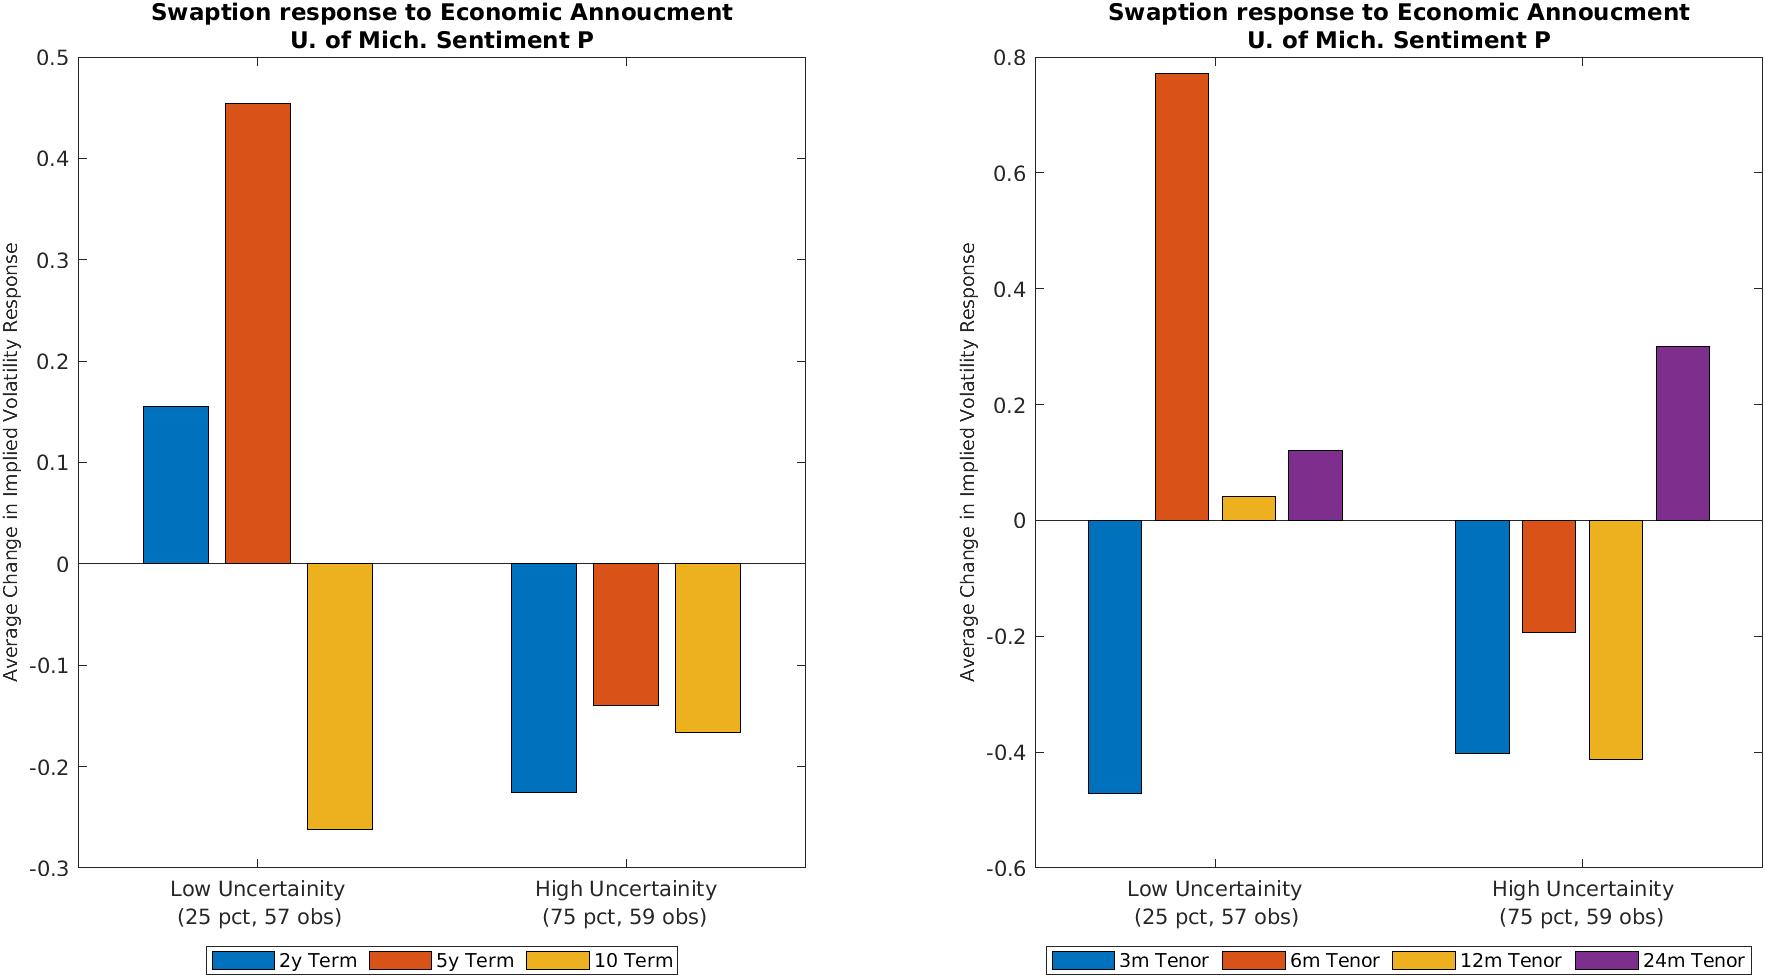 Swaption response to Economic Annoucment
U. of Mich. Sentiment P
0.5
0.4
0.3
0.2
0.1
0
-0.1
-0.2
-0.3
Average Change in Implied Volatility Response
Low Uncertainity
(25 pct, 57 obs)
High Uncertainity
(75 pct, 59 obs)
2y Term 5y Term 10 Term
Swaption response to Economic Annoucment
U. of Mich. Sentiment P
0.8
0.6
0.4
0.2
0
-0.2
-0.4
-0.6
Average Change in Implied Volatility Response
Low Uncertainity
(25 pct, 57 obs)
High Uncertainity
(75 pct, 59 obs)
3m Tenor 6m Tenor 12m Tenor 24m Tenor